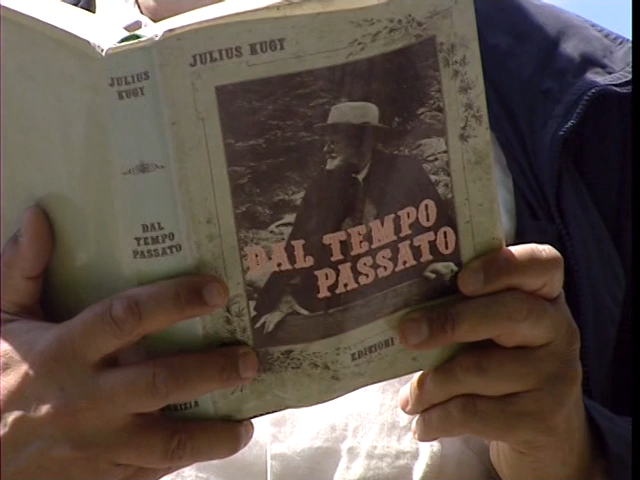 JULIUS KUGY
DAL TEMPO
PASSATO
EDIZIONI
JULIUS
KUGY
DAL
TEMPO
PASSATO